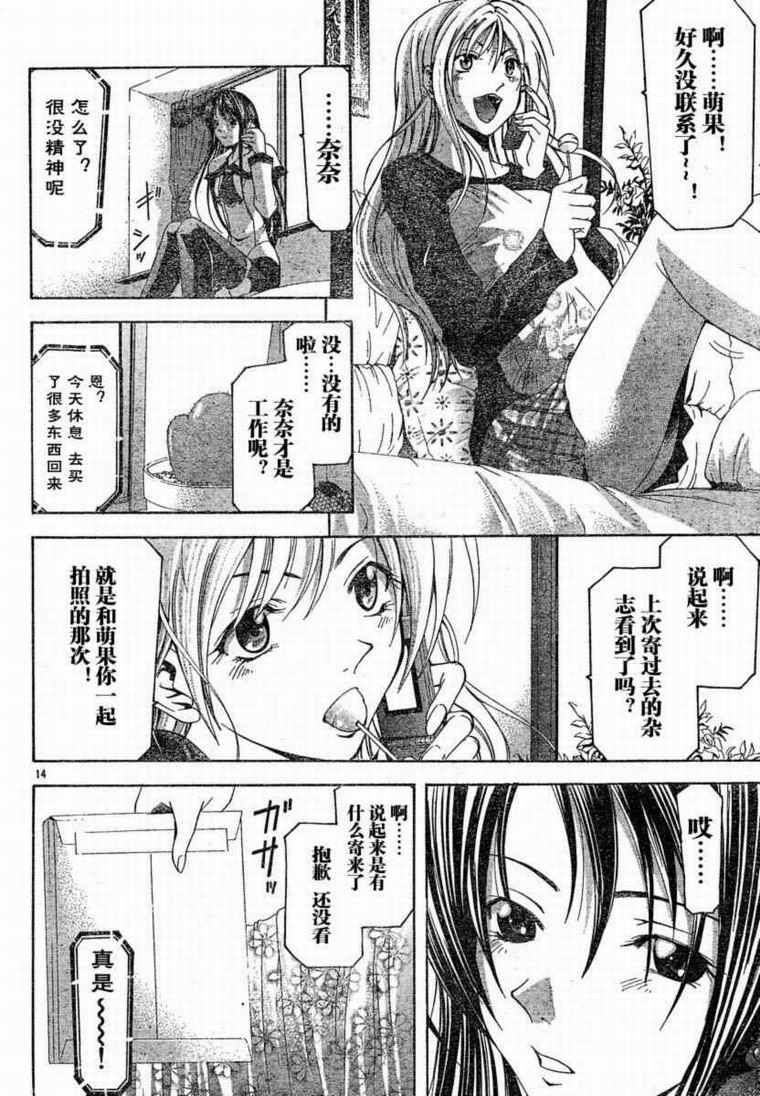 啊……萌果！
好久没联系了~~！
……奈奈
怎么了？
很没精神呢
没…没有的
啦……
奈奈才是
工作呢？
恩？
今天休息 去买
了很多东西回来
啊……
说起来
上次寄过去的杂
志看到了吗？
就是和萌果你一起
拍照的那次！
14
哎……
啊……
说起来是有
什么寄来了
抱歉 还没看
ガサッ
真是~~~！